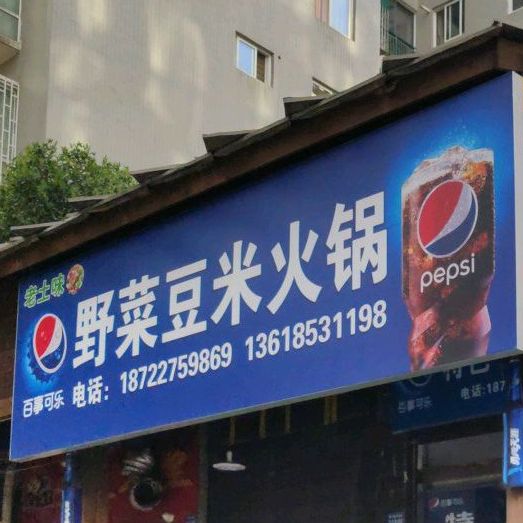 老土味
野菜豆米火锅
百事可乐
电话：18722759869 13618531198
pepsi
百事可乐
电话:187
pepsi